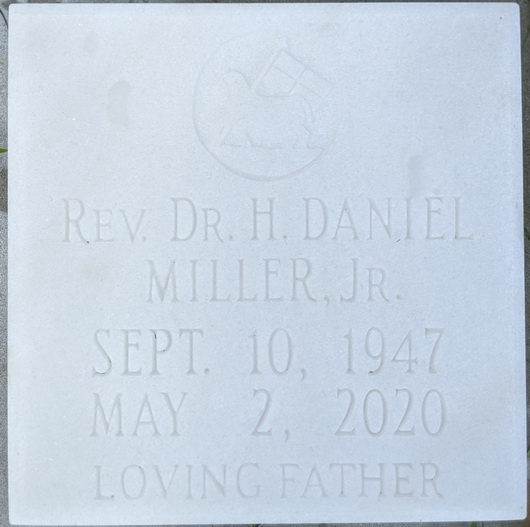 REV. DR. H. DANIEL
MILLER, JR.
SEPT. 10, 1947
MAY 2, 2020
LOVING FATHER